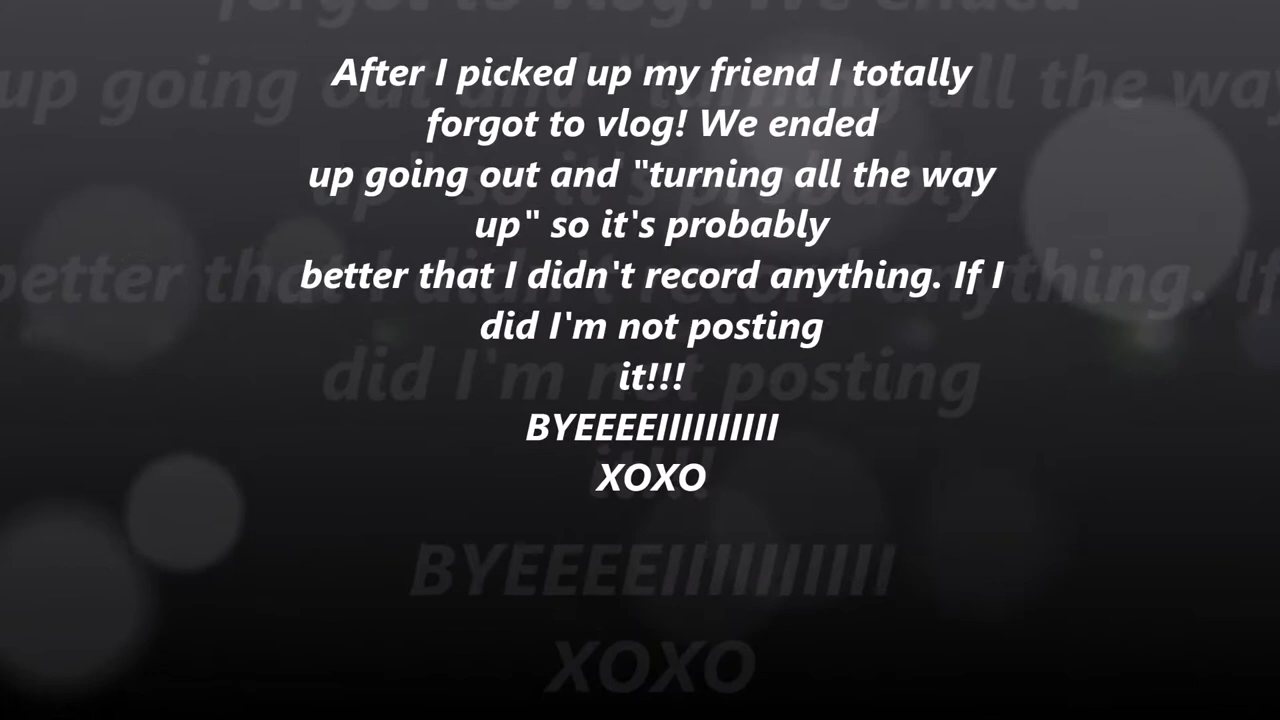 After I picked up my friend I totally
forgot to vlog! We ended
up going out and "turning all the way
up" so it's probably
better that I didn't record anything. If I
did I'm not posting
it!!!
BYEEEEIIIIIIIIII
XOXO